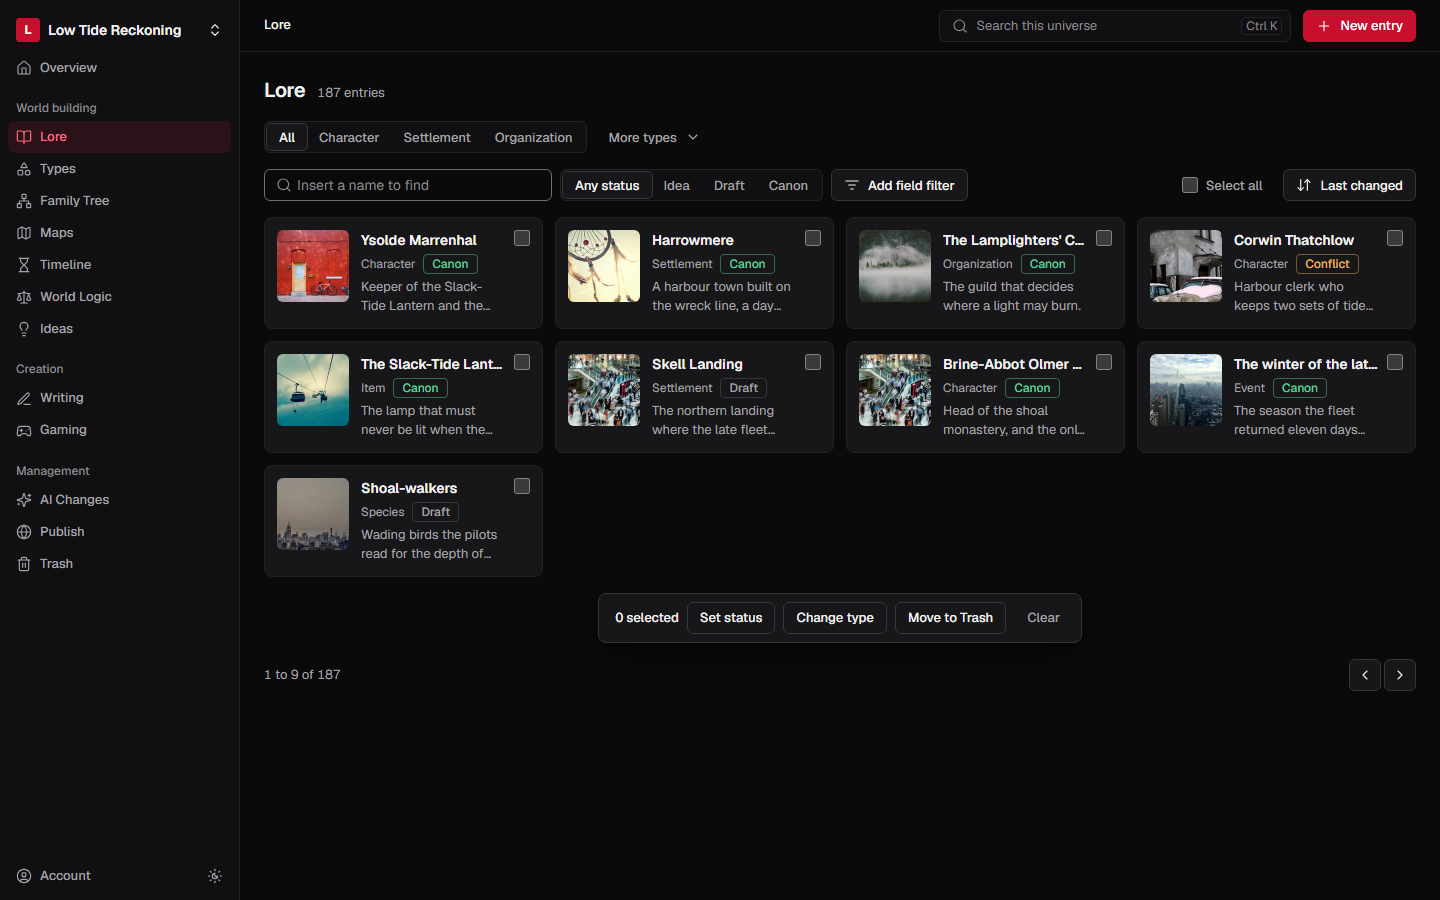 L Low Tide Reckoning
Overview
World building
Lore
Types
Family Tree
Maps
Timeline
World Logic
Ideas
Creation
Writing
Gaming
Management
AI Changes
Publish
Trash
Account
Lore
Search this universe Ctrl K
New entry
Lore 187 entries
All Character Settlement Organization More types
Insert a name to find
Any status Idea Draft Canon
Add field filter
Select all
Last changed
Ysolde Marrenhal
Character Canon
Keeper of the Slack-
Tide Lantern and the...
Harrowmere
Settlement Canon
A harbour town built on
the wreck line, a day...
The Lamplighters' C...
Organization Canon
The guild that decides
where a light may burn.
Corwin Thatchlow
Character Conflict
Harbour clerk who
keeps two sets of tide...
The Slack-Tide Lant...
Item Canon
The lamp that must
never be lit when the...
Skell Landing
Settlement Draft
The northern landing
where the late fleet...
Brine-Abbot Olmer ...
Character Canon
Head of the shoal
monastery, and the onl...
The winter of the lat...
Event Canon
The season the fleet
returned eleven days...
Shoal-walkers
Species Draft
Wading birds the pilots
read for the depth of...
0 selected Set status Change type Move to Trash Clear
1 to 9 of 187